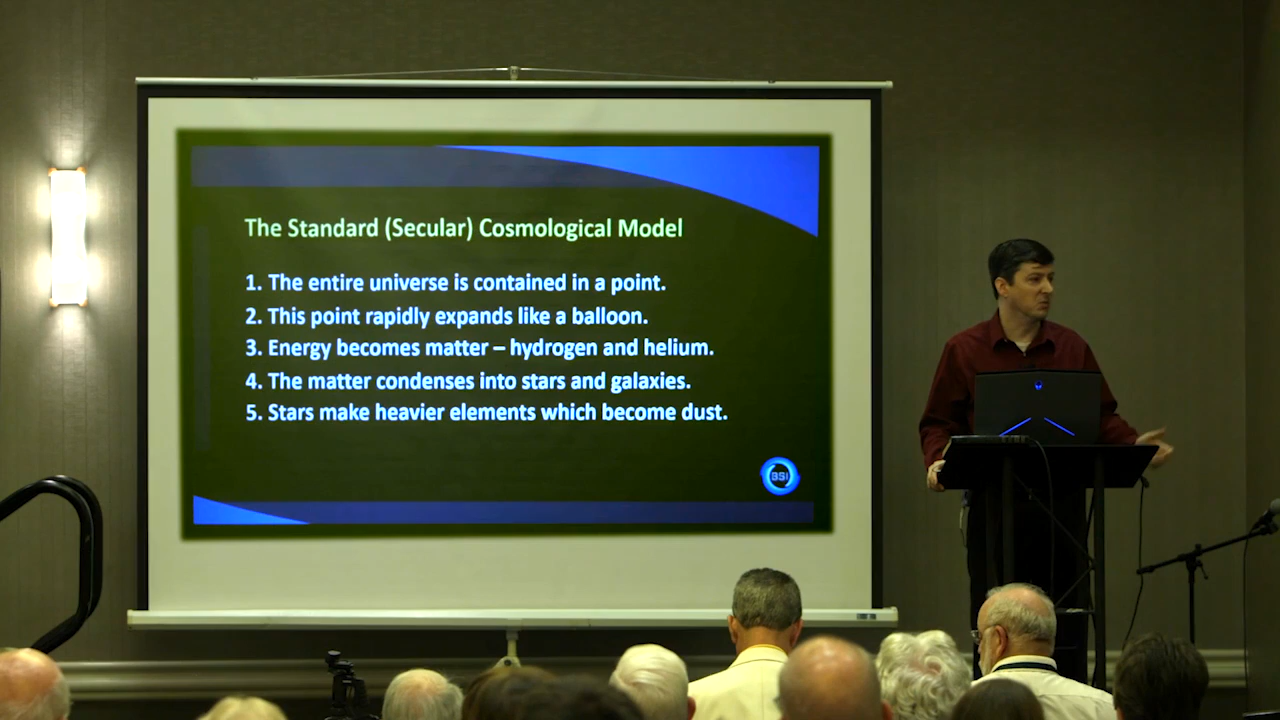 The Standard (Secular) Cosmological Model
1. The entire universe is contained in a point.
2. This point rapidly expands like a balloon.
3. Energy becomes matter – hydrogen and helium.
4. The matter condenses into stars and galaxies.
5. Stars make heavier elements which become dust.
BSI